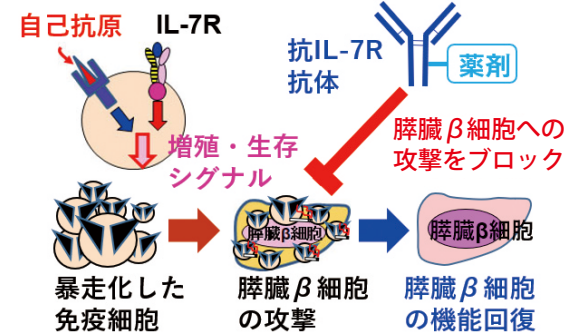 自己抗原
IL-7R
抗IL-7R
抗体
薬剤
増殖・生存
シグナル
膵臓β細胞への
攻撃をブロック
膵臓β細胞
膵臓β細胞
暴走化した
免疫細胞
膵臓β細胞
の攻撃
膵臓β細胞
の機能回復